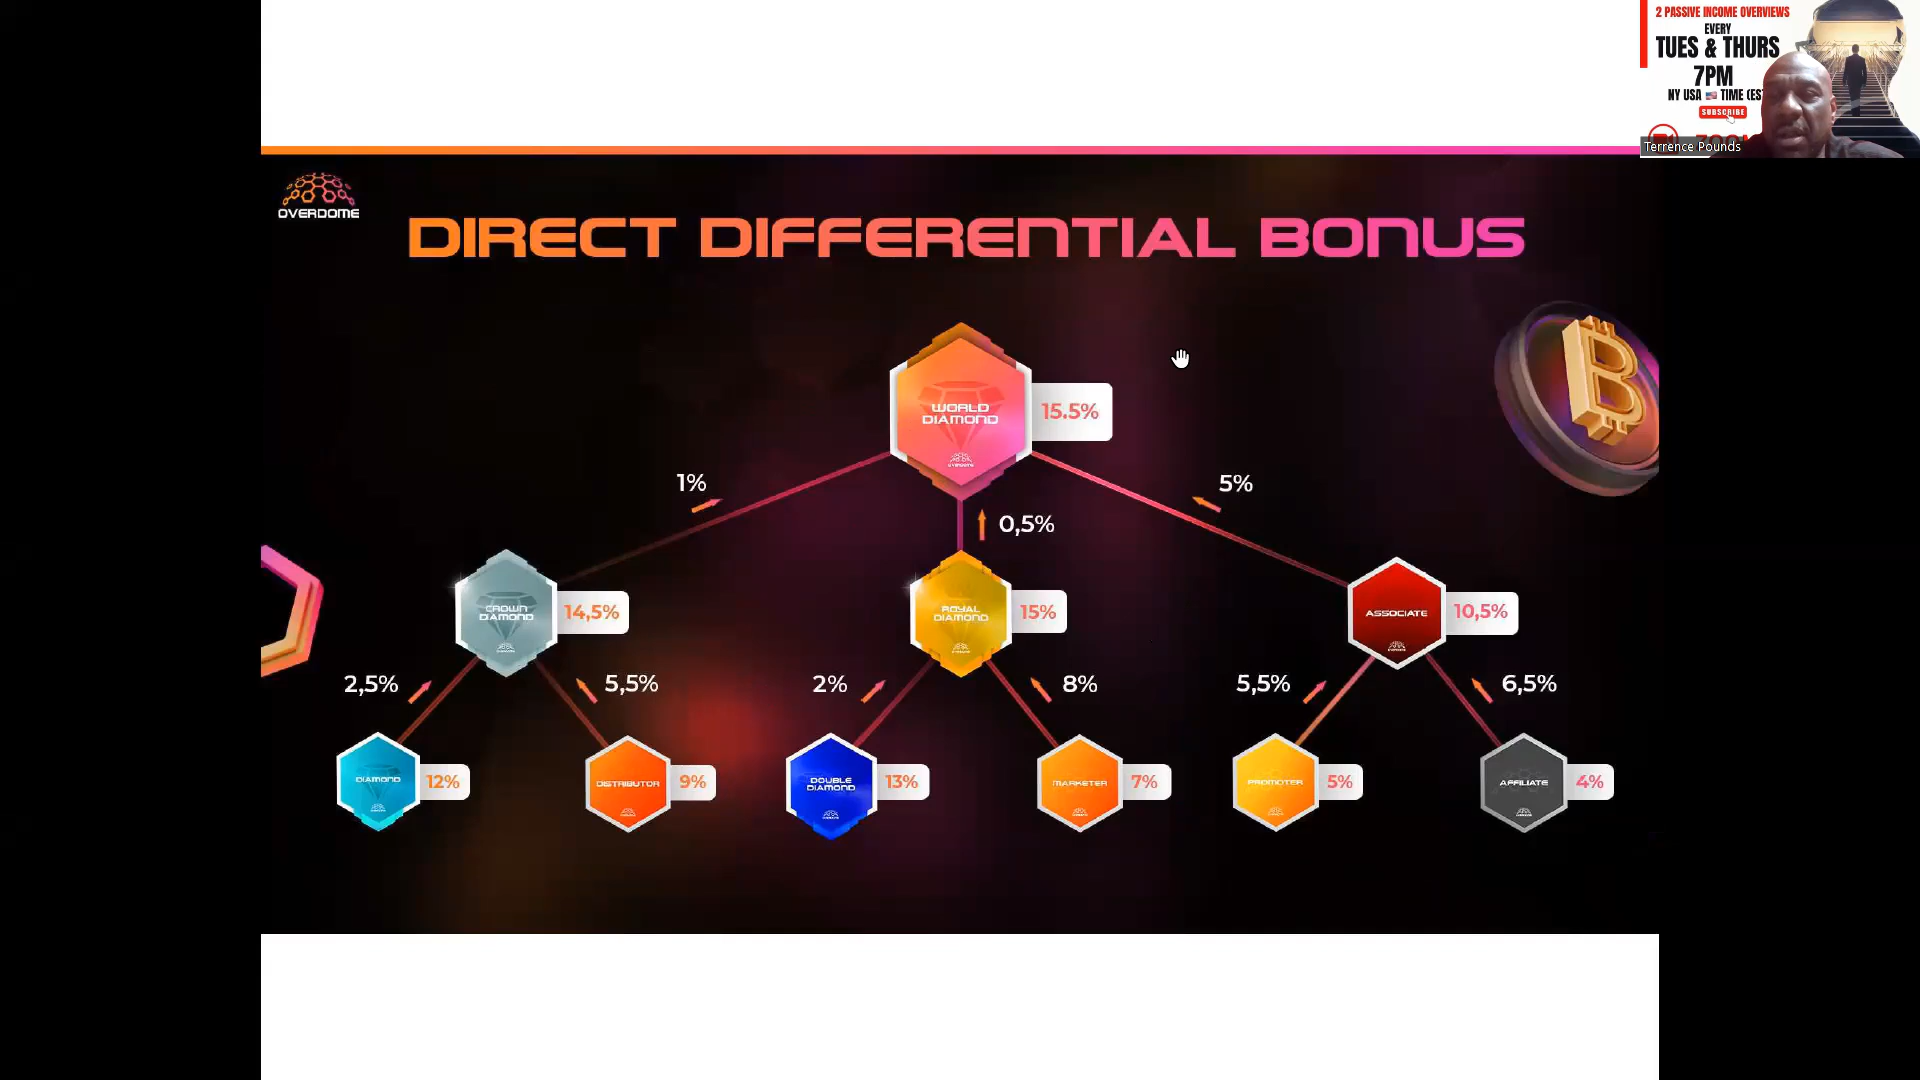 2 PASSIVE INCOME OVERVIEWS
EVERY
TUES & THURS
7PM
NY USA TIME (ES
SUBSCRIBE
Terrence Pounds
OVERDOME
DIRECT DIFFERENTIAL BONUS
WORLD
DIAMOND
15.5%
1%
5%
0,5%
CROWN
DIAMOND
14,5%
ROYAL
DIAMOND
15%
ASSOCIATE
10,5%
2,5%
5,5%
2%
8%
5,5%
6,5%
DIAMOND
12%
DISTRIBUTOR
9%
DOUBLE
DIAMOND
13%
MARKETER
7%
PROMOTER
5%
AFFILIATE
4%